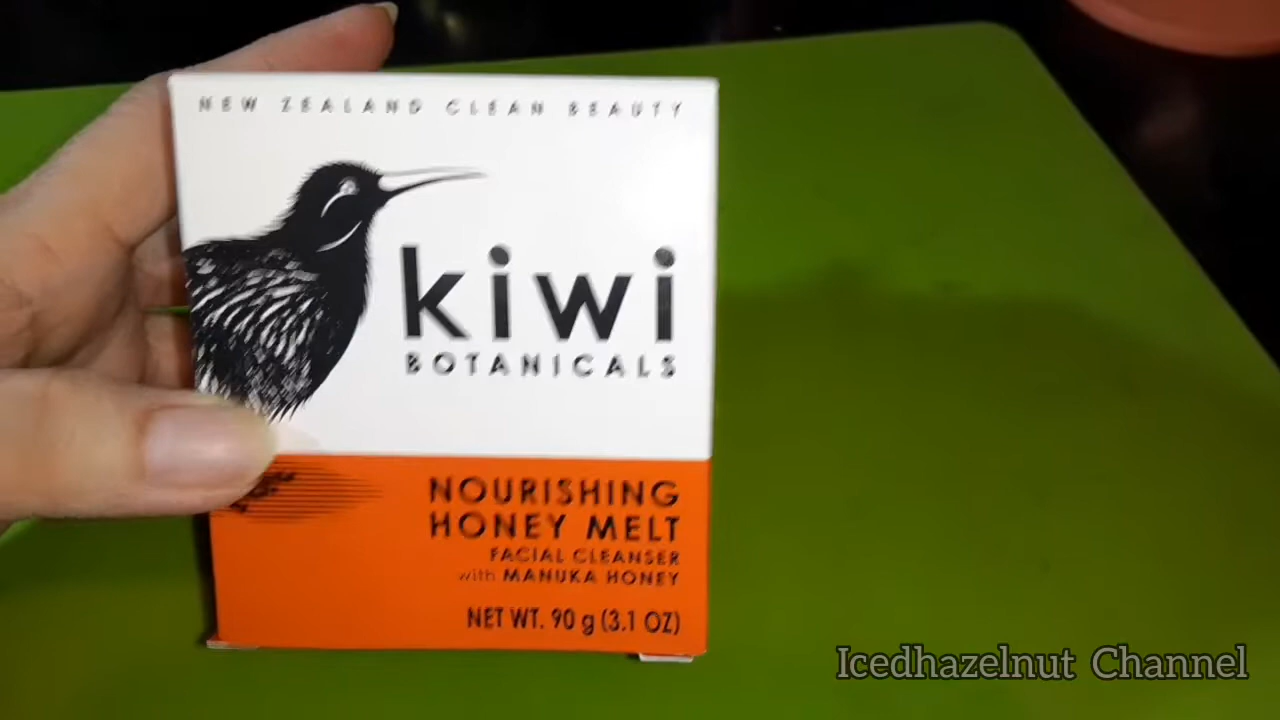 NEW ZEALAND CLEAN BEAUTY
kiwi
BOTANICALS
NOURISHING
HONEY MELT
FACIAL CLEANSER
with MANUKA HONEY
NET WT. 90 g (3.1 OZ)
Icedhazelnut Channel